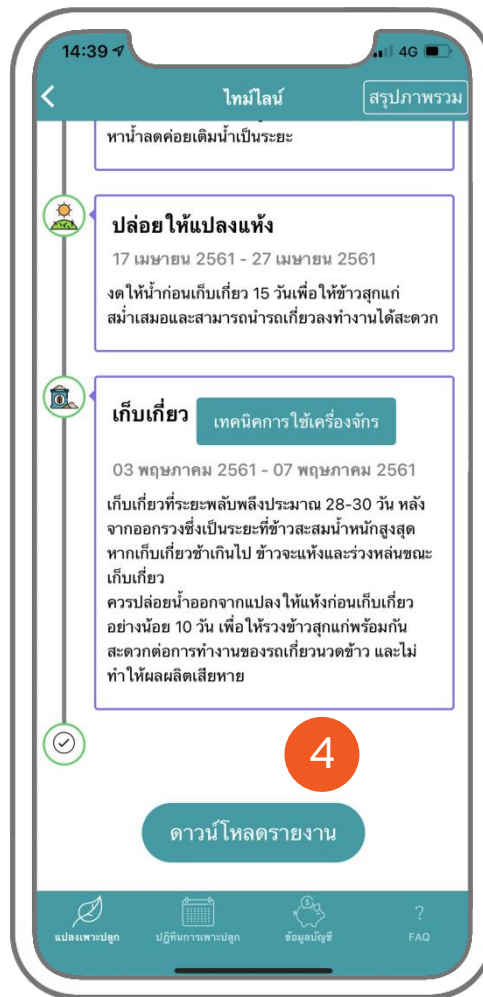 14:39
4G
ไทม์ไลน์
สรุปภาพรวม
หาน้ำลดค่อยเติมน้ำเป็นระยะ
ปล่อยให้แปลงแห้ง
17 เมษายน 2561 - 27 เมษายน 2561
งดให้น้ำก่อนเก็บเกี่ยว 15 วันเพื่อให้ข้าวสุกแก่
สม่ำเสมอและสามารถนำรถเกี่ยวลงทำงานได้สะดวก
เก็บเกี่ยว
เทคนิคการใช้เครื่องจักร
03 พฤษภาคม 2561 - 07 พฤษภาคม 2561
เก็บเกี่ยวที่ระยะพลับพลึงประมาณ 28-30 วัน หลัง
จากออกรวงซึ่งเป็นระยะที่ข้าวสะสมน้ำหนักสูงสุด
หากเก็บเกี่ยวช้าเกินไป ข้าวจะแห้งและร่วงหล่นขณะ
เก็บเกี่ยว
ควรปล่อยน้ำออกจากแปลงให้แห้งก่อนเก็บเกี่ยว
อย่างน้อย 10 วัน เพื่อให้รวงข้าวสุกแก่พร้อมกัน
สะดวกต่อการทำงานของรถเกี่ยวนวดข้าว และไม่
ทำให้ผลผลิตเสียหาย
4
ดาวน์โหลดรายงาน
แปลงเพาะปลูก
ปฏิทินการเพาะปลูก
ข้อมูลบัญชี
?
FAQ